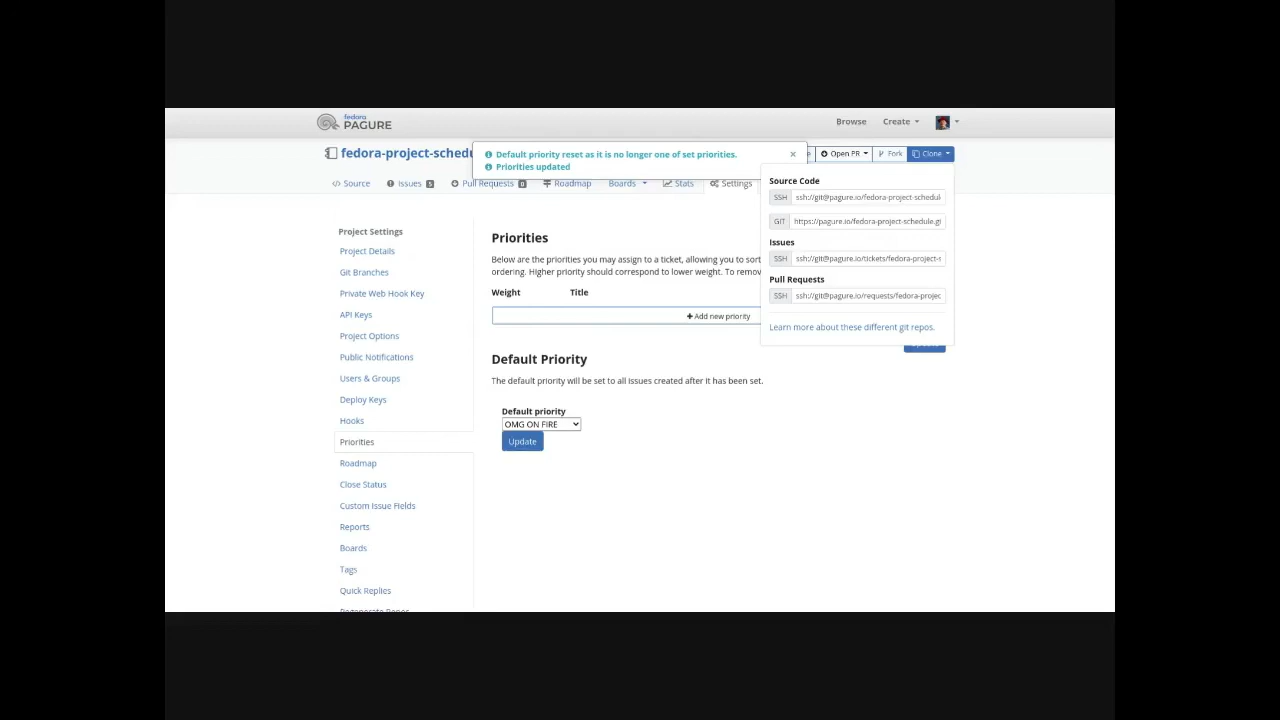 fedora
PAGURE
Browse
Create
fedora-project-schedu
Default priority reset as it is no longer one of set priorities.
Priorities updated
×
Open PR
Fork
Clone
Source
Issues 5
Pull Requests 0
Roadmap
Boards
Stats
Settings
Source Code
SSH ssh://git@pagure.io/fedora-project-schedul
GIT https://pagure.io/fedora-project-schedule.gi
Issues
SSH ssh://git@pagure.io/tickets/fedora-project-s
Pull Requests
SSH ssh://git@pagure.io/requests/fedora-projec
Learn more about these different git repos.
Project Settings
Project Details
Git Branches
Private Web Hook Key
API Keys
Project Options
Public Notifications
Users & Groups
Deploy Keys
Hooks
Priorities
Roadmap
Close Status
Custom Issue Fields
Reports
Boards
Tags
Quick Replies
Regenerate Repos
Priorities
Below are the priorities you may assign to a ticket, allowing you to sort
ordering. Higher priority should correspond to lower weight. To remov
Weight Title
+ Add new priority
Default Priority
The default priority will be set to all issues created after it has been set.
Default priority
OMG ON FIRE
Update